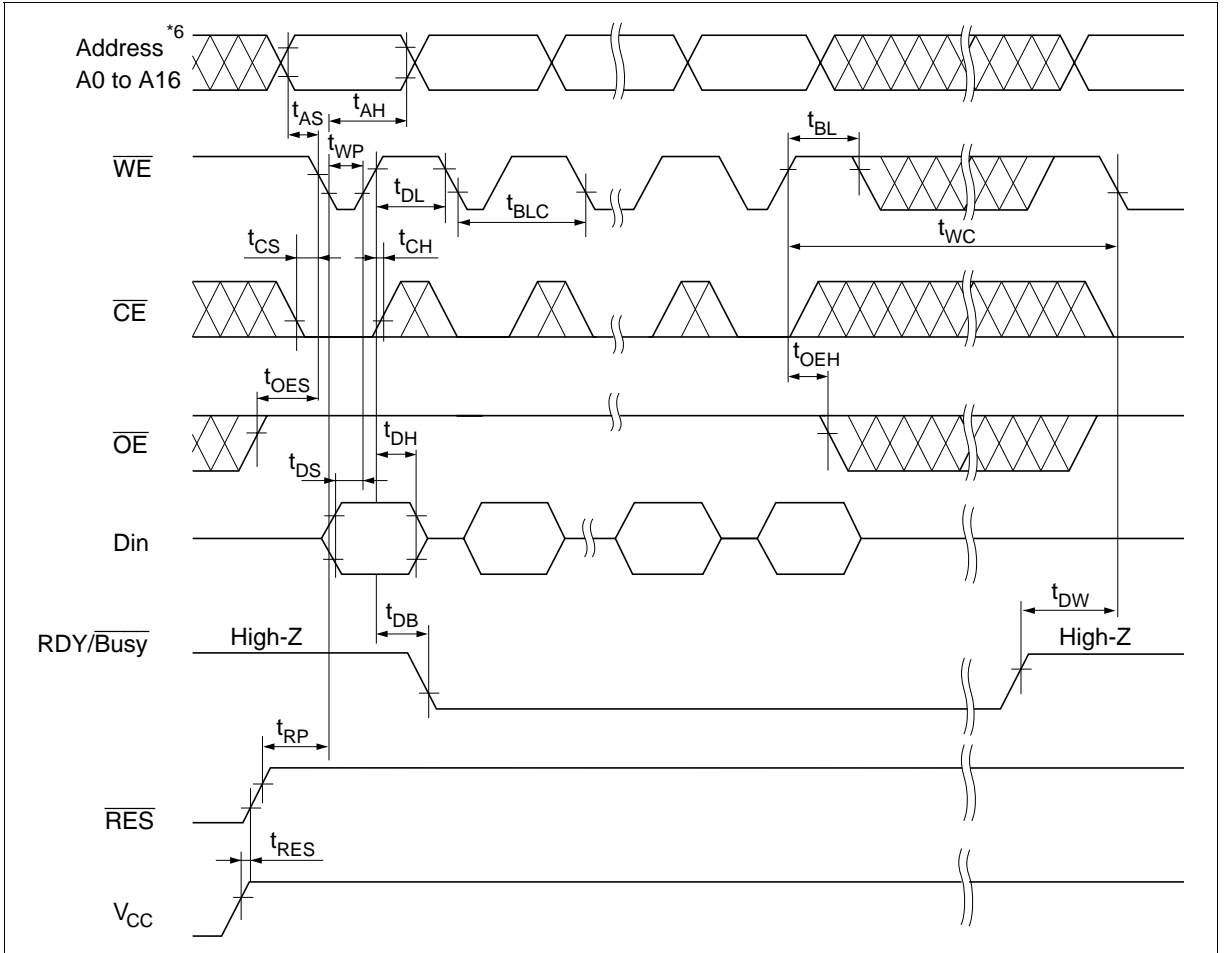 Address *6
A0 to A16
tAS
tAH
tBL
tWP
WE
tDL
tBLC
tWC
tCS
tCH
CE
tOEH
tOES
OE
tDH
tDS
Din
tDW
tDB
RDY/Busy
High-Z
High-Z
tRP
RES
tRES
VCC